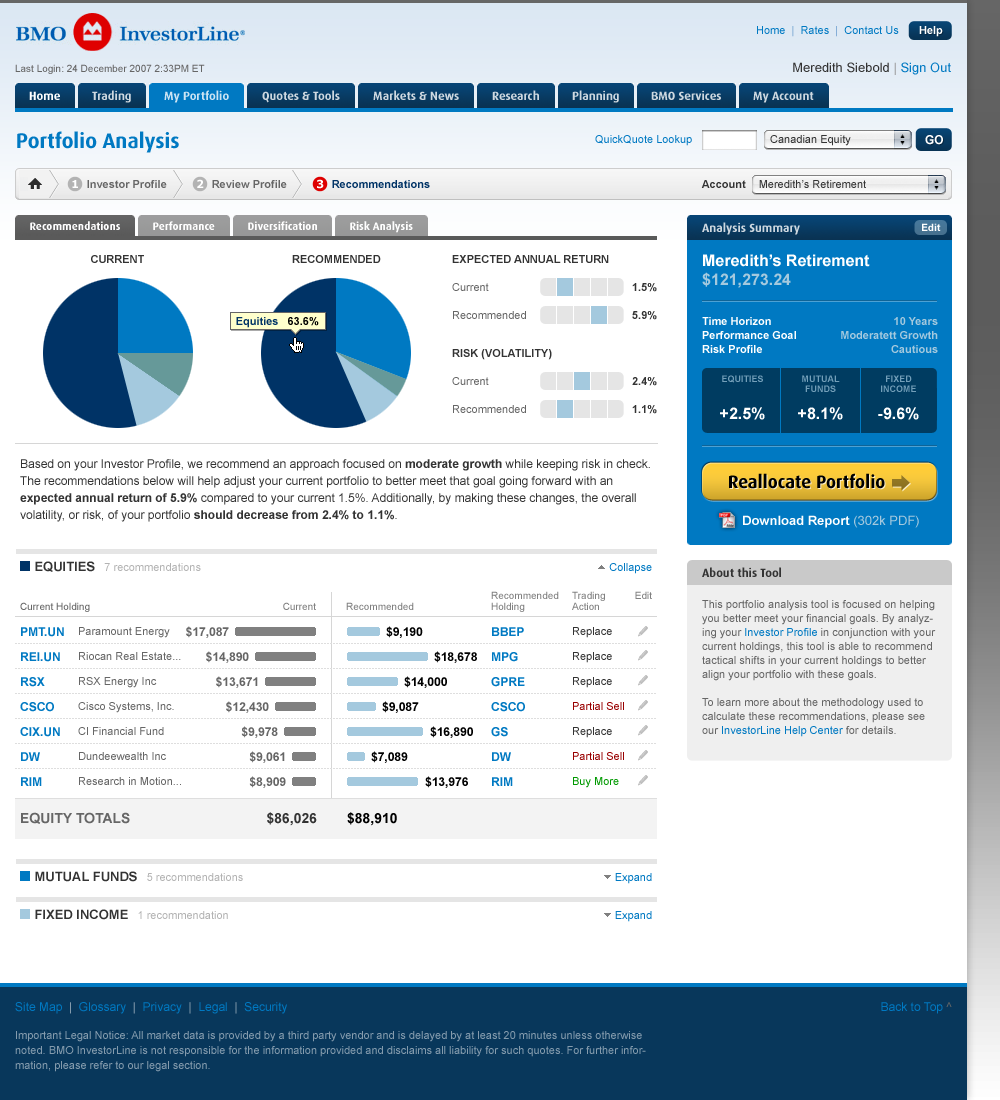 BMO InvestorLine®
Home | Rates | Contact Us Help
Last Login: 24 December 2007 2:33PM ET
Meredith Siebold | Sign Out
Home Trading My Portfolio Quotes & Tools Markets & News Research Planning BMO Services My Account
Portfolio Analysis
QuickQuote Lookup Canadian Equity GO
1 Investor Profile 2 Review Profile 3 Recommendations
Account Meredith's Retirement
Recommendations Performance Diversification Risk Analysis
CURRENT
RECOMMENDED
Equities 63.6%
EXPECTED ANNUAL RETURN
Current 1.5%
Recommended 5.9%
RISK (VOLATILITY)
Current 2.4%
Recommended 1.1%
Based on your Investor Profile, we recommend an approach focused on moderate growth while keeping risk in check.
The recommendations below will help adjust your current portfolio to better meet that goal going forward with an
expected annual return of 5.9% compared to your current 1.5%. Additionally, by making these changes, the overall
volatility, or risk, of your portfolio should decrease from 2.4% to 1.1%.
EQUITIES 7 recommendations Collapse
Current Holding Current Recommended Recommended Holding Trading Action Edit
PMT.UN Paramount Energy $17,087 $9,190 BBEP Replace
REI.UN Riocan Real Estate... $14,890 $18,678 MPG Replace
RSX RSX Energy Inc $13,671 $14,000 GPRE Replace
CSCO Cisco Systems, Inc. $12,430 $9,087 CSCO Partial Sell
CIX.UN CI Financial Fund $9,978 $16,890 GS Replace
DW Dundeewealth Inc $9,061 $7,089 DW Partial Sell
RIM Research in Motion... $8,909 $13,976 RIM Buy More
EQUITY TOTALS $86,026 $88,910
MUTUAL FUNDS 5 recommendations Expand
FIXED INCOME 1 recommendation Expand
Analysis Summary Edit
Meredith's Retirement
$121,273.24
Time Horizon 10 Years
Performance Goal Moderatett Growth
Risk Profile Cautious
EQUITIES MUTUAL FUNDS FIXED INCOME
+2.5% +8.1% -9.6%
Reallocate Portfolio
Download Report (302k PDF)
About this Tool
This portfolio analysis tool is focused on helping
you better meet your financial goals. By analyz-
ing your Investor Profile in conjunction with your
current holdings, this tool is able to recommend
tactical shifts in your current holdings to better
align your portfolio with these goals.
To learn more about the methodology used to
calculate these recommendations, please see
our InvestorLine Help Center for details.
Site Map | Glossary | Privacy | Legal | Security
Back to Top ^
Important Legal Notice: All market data is provided by a third party vendor and is delayed by at least 20 minutes unless otherwise
noted. BMO InvestorLine is not responsible for the information provided and disclaims all liability for such quotes. For further infor-
mation, please refer to our legal section.